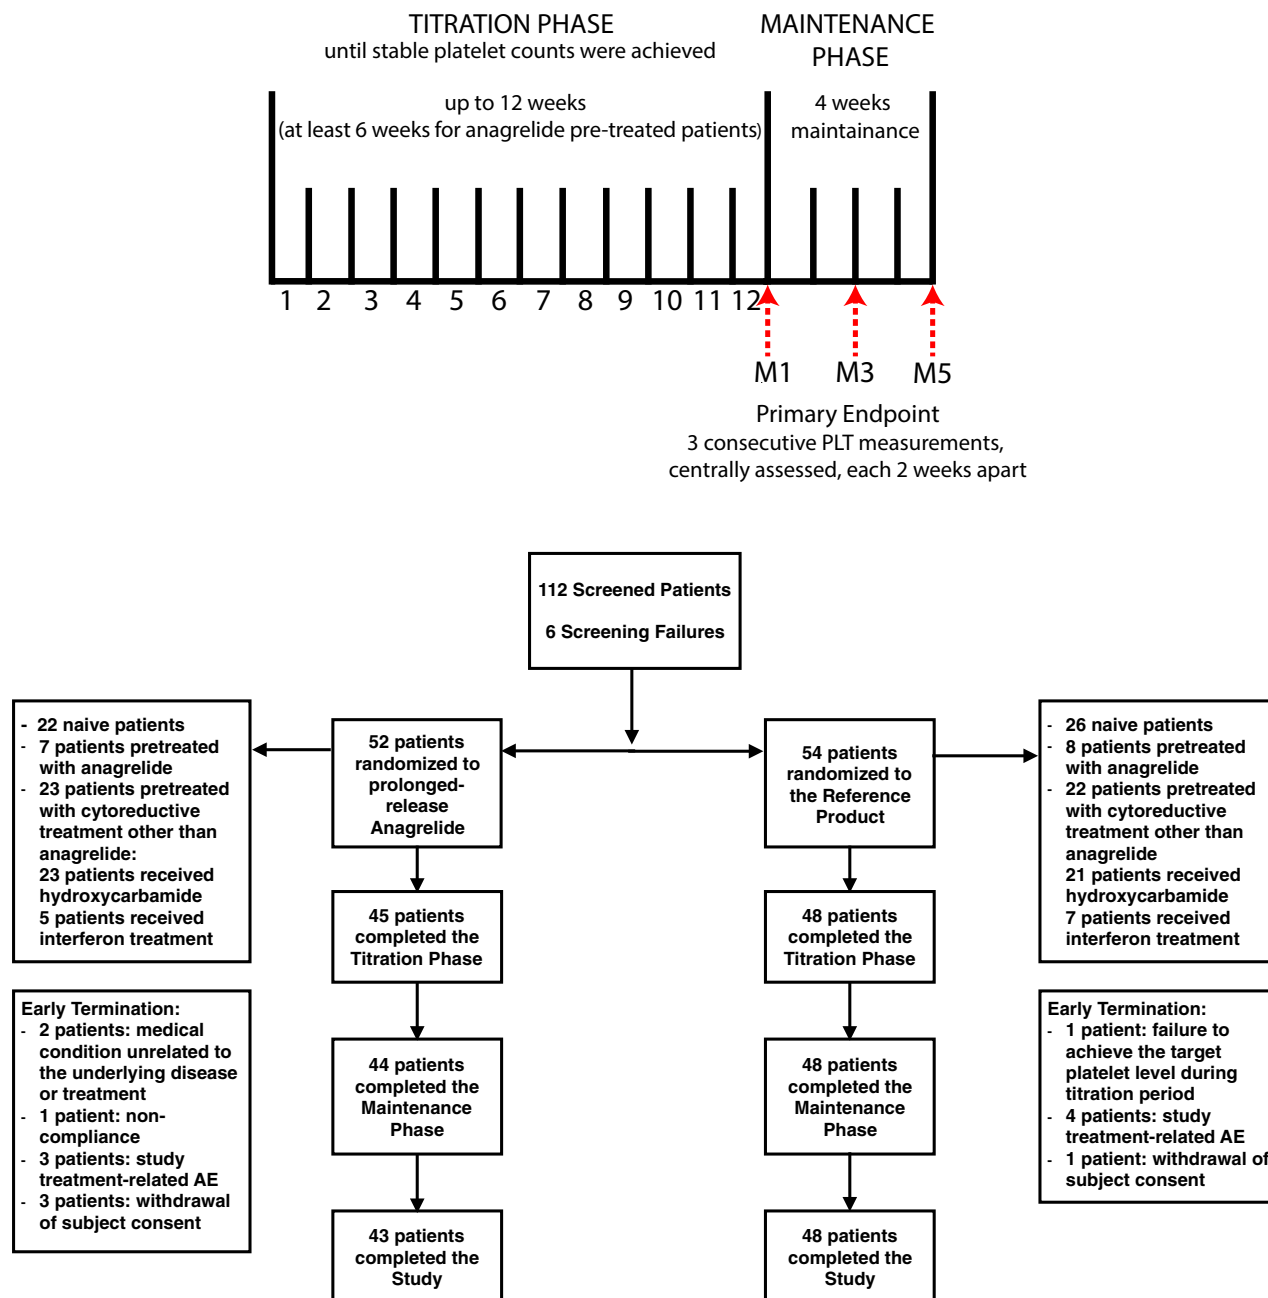 TITRATION PHASE
until stable platelet counts were achieved
MAINTENANCE
PHASE
up to 12 weeks
(at least 6 weeks for anagrelide pre-treated patients)
4 weeks
maintainance
1 2 3 4 5 6 7 8 9 10 11 12
M1 M3 M5
Primary Endpoint
3 consecutive PLT measurements,
centrally assessed, each 2 weeks apart
112 Screened Patients
6 Screening Failures
- 22 naive patients
- 7 patients pretreated
with anagrelide
- 23 patients pretreated
with cytoreductive
treatment other than
anagrelide:
23 patients received
hydroxycarbamide
5 patients received
interferon treatment
52 patients
randomized to
prolonged-
release
Anagrelide
54 patients
randomized to
the Reference
Product
- 26 naive patients
- 8 patients pretreated
with anagrelide
- 22 patients pretreated
with cytoreductive
treatment other than
anagrelide
21 patients received
hydroxycarbamide
7 patients received
interferon treatment
45 patients
completed the
Titration Phase
48 patients
completed the
Titration Phase
Early Termination:
- 2 patients: medical
condition unrelated to
the underlying disease
or treatment
- 1 patient: non-
compliance
- 3 patients: study
treatment-related AE
- 3 patients: withdrawal
of subject consent
44 patients
completed the
Maintenance
Phase
48 patients
completed the
Maintenance
Phase
Early Termination:
- 1 patient: failure to
achieve the target
platelet level during
titration period
- 4 patients: study
treatment-related AE
- 1 patient: withdrawal of
subject consent
43 patients
completed the
Study
48 patients
completed the
Study